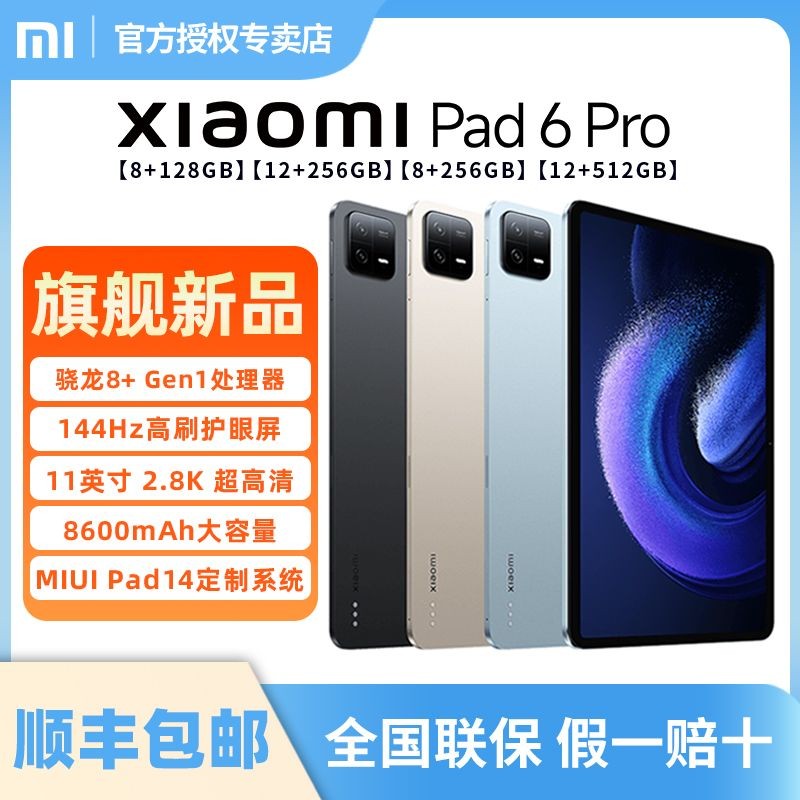 mi 官方授权专卖店
xiaomi Pad 6 Pro
【8+128GB】【12+256GB】【8+256GB】【12+512GB】
旗舰新品
骁龙8+ Gen1处理器
144Hz高刷护眼屏
11英寸 2.8K 超高清
8600mAh大容量
MIUI Pad14定制系统
xiaomi
xiaomi
xiaomi
顺丰包邮
全国联保 假一赔十